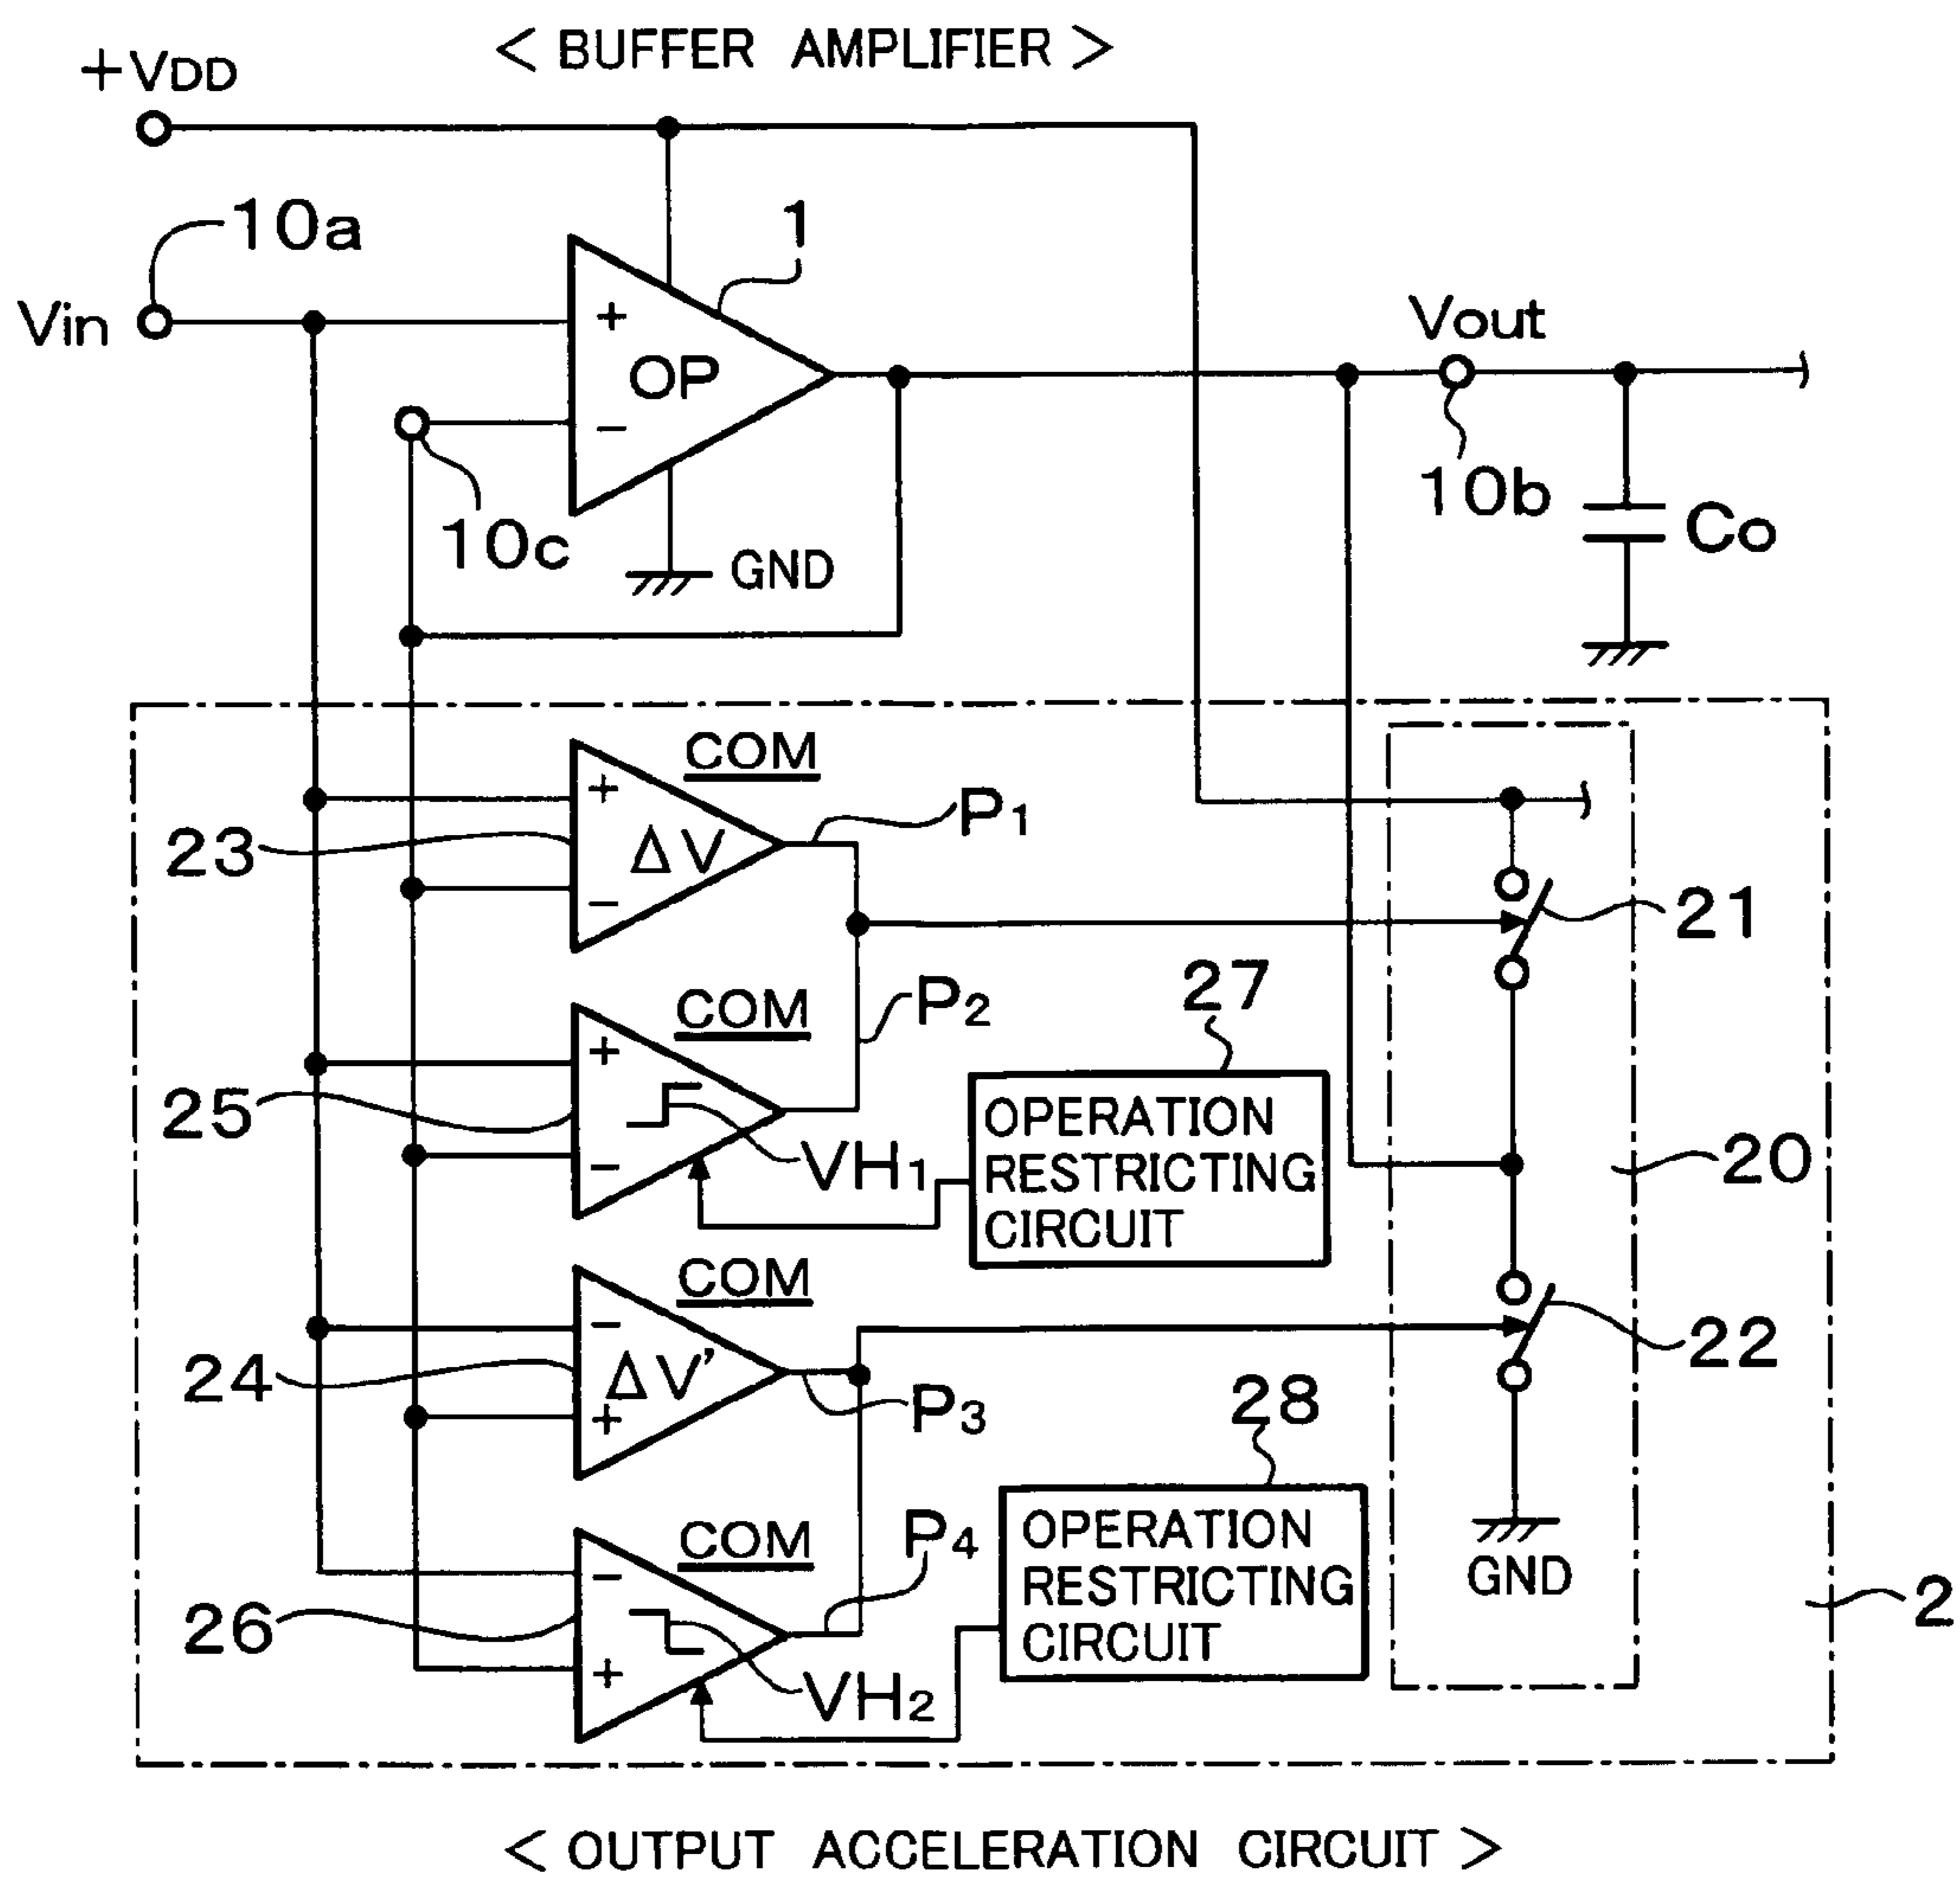 < BUFFER AMPLIFIER >
+VDD
10a
1
Vin
+
OP
−
Vout
10b
10c
GND
Co
COM
+
ΔV
−
P1
23
21
COM
P2
27
+
−
25
VH1
OPERATION
RESTRICTING
CIRCUIT
20
COM
−
ΔV'
+
24
P3
22
28
COM
P4
−
+
26
VH2
OPERATION
RESTRICTING
CIRCUIT
GND
2
< OUTPUT ACCELERATION CIRCUIT >